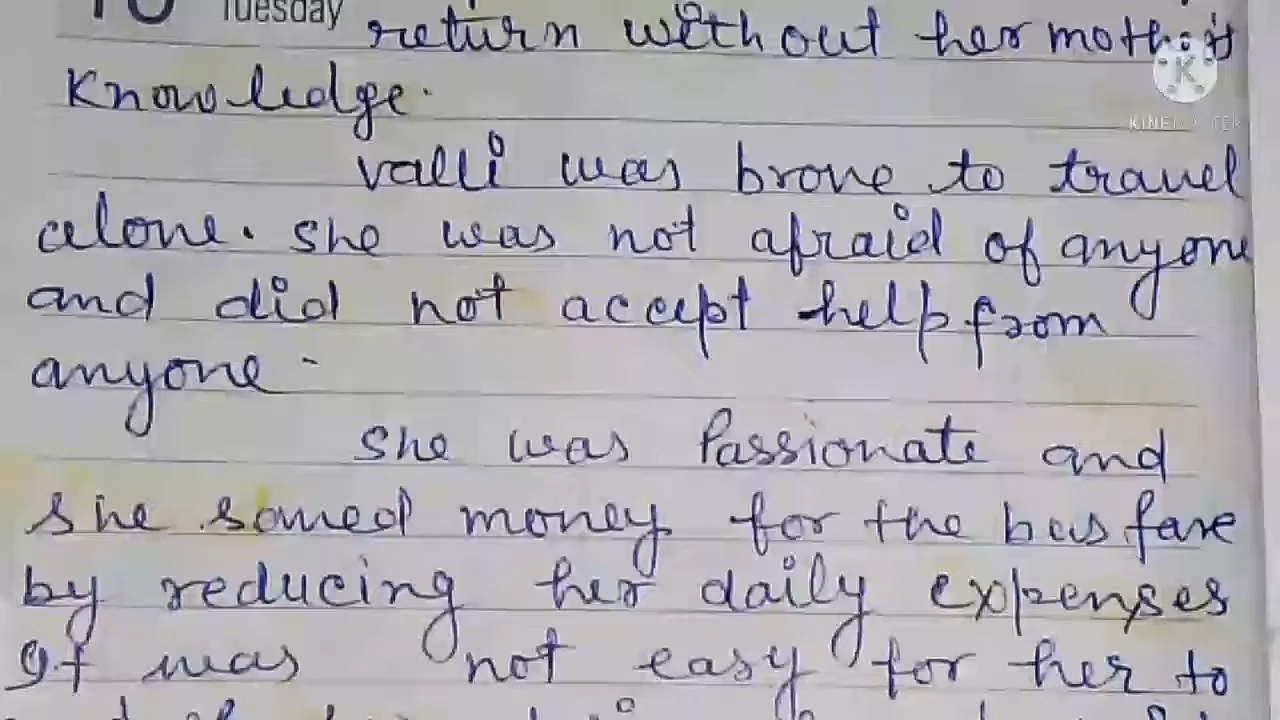 Tuesday
return without her mother's
Knowledge.
Valli was brave to travel
alone. she was not afraid of anyone
and did not accept help from
anyone.
She was Passionate and
she saved money for the bus fare
by reducing her daily expenses
It was not easy for her to
KINEMASTER